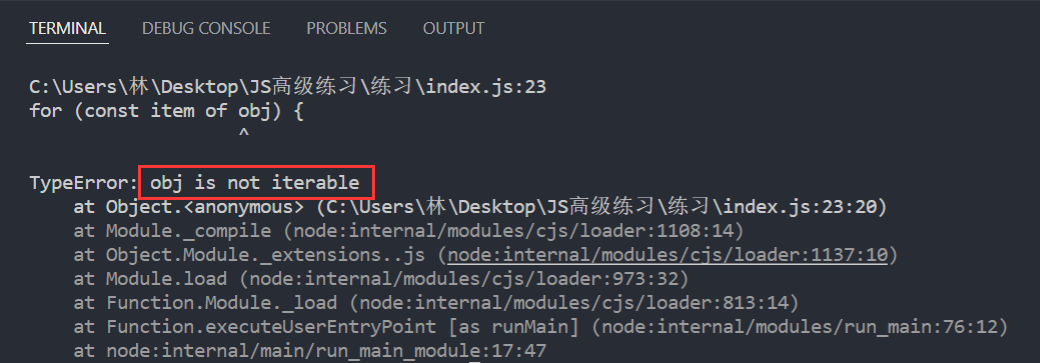 TERMINAL DEBUG CONSOLE PROBLEMS OUTPUT
C:\Users\林\Desktop\JS高级练习\练习\index.js:23
for (const item of obj) {
^
TypeError: obj is not iterable
at Object.<anonymous> (C:\Users\林\Desktop\JS高级练习\练习\index.js:23:20)
at Module._compile (node:internal/modules/cjs/loader:1108:14)
at Object.Module._extensions..js (node:internal/modules/cjs/loader:1137:10)
at Module.load (node:internal/modules/cjs/loader:973:32)
at Function.Module._load (node:internal/modules/cjs/loader:813:14)
at Function.executeUserEntryPoint [as runMain] (node:internal/modules/run_main:76:12)
at node:internal/main/run_main_module:17:47